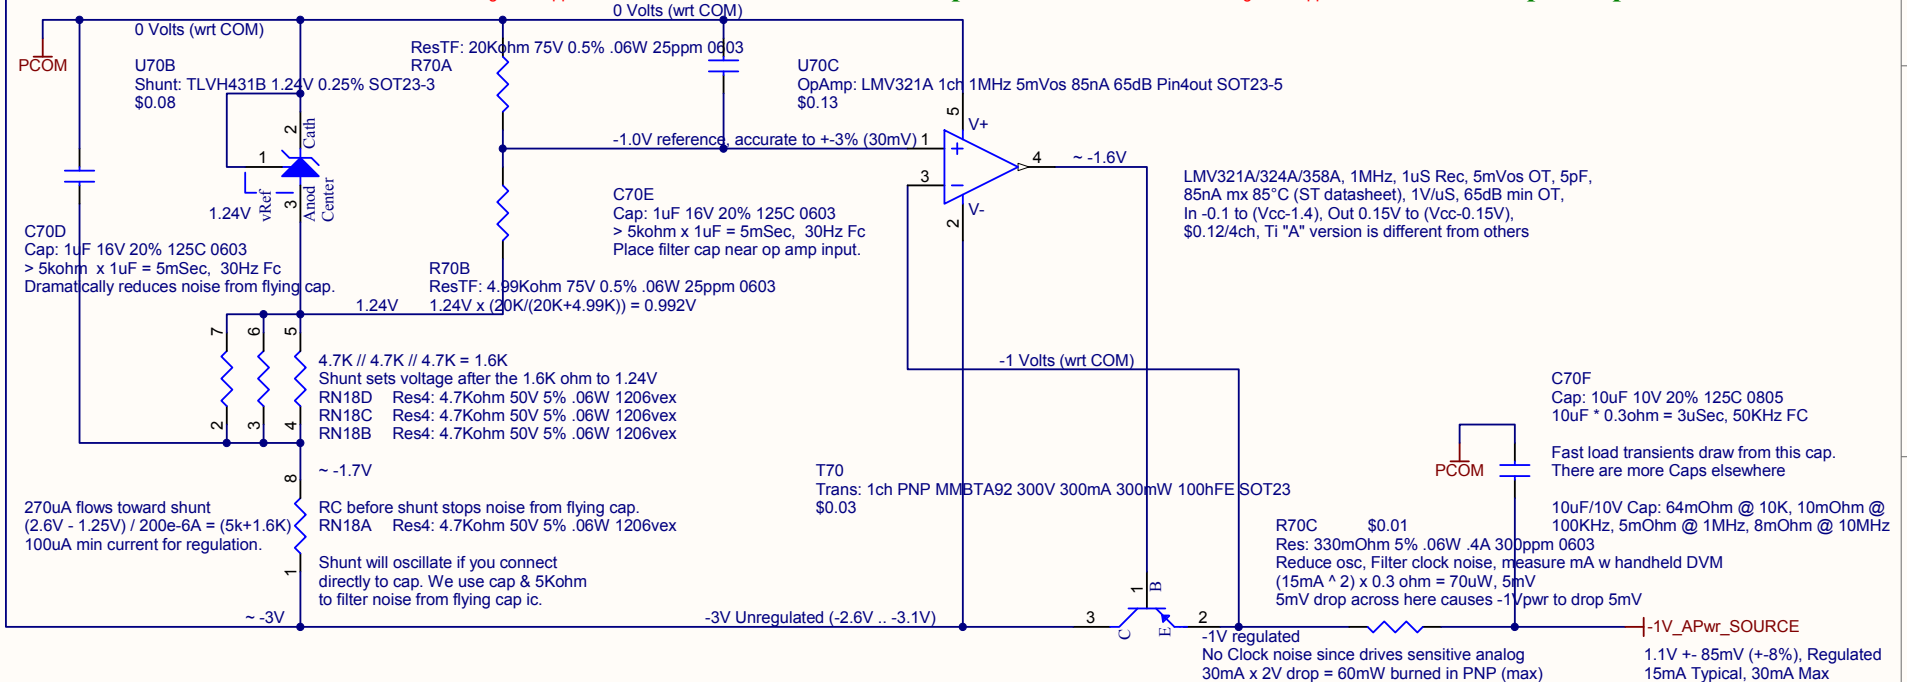 0 Volts (wrt COM)
0 Volts (wrt COM)
PCOM
U70B
Shunt: TLVH431B 1.24V 0.25% SOT23-3
$0.08
ResTF: 20Kohm 75V 0.5% .06W 25ppm 0603
R70A
U70C
OpAmp: LMV321A 1ch 1MHz 5mVos 85nA 65dB Pin4out SOT23-5
$0.13
2
Cath
1
vRef
3
Anod
Center
1.24V
-1.0V reference, accurate to +-3% (30mV)
1
5
V+
+
4
~ -1.6V
3
-
V-
2
LMV321A/324A/358A, 1MHz, 1uS Rec, 5mVos OT, 5pF,
85nA mx 85°C (ST datasheet), 1V/uS, 65dB min OT,
In -0.1 to (Vcc-1.4), Out 0.15V to (Vcc-0.15V),
$0.12/4ch, Ti "A" version is different from others
C70E
Cap: 1uF 16V 20% 125C 0603
> 5kohm x 1uF = 5mSec, 30Hz Fc
Place filter cap near op amp input.
C70D
Cap: 1uF 16V 20% 125C 0603
> 5kohm x 1uF = 5mSec, 30Hz Fc
Dramatically reduces noise from flying cap.
R70B
ResTF: 4.99Kohm 75V 0.5% .06W 25ppm 0603
1.24V
1.24V x (20K/(20K+4.99K)) = 0.992V
7
6
5
4.7K // 4.7K // 4.7K = 1.6K
Shunt sets voltage after the 1.6K ohm to 1.24V
RN18D Res4: 4.7Kohm 50V 5% .06W 1206vex
RN18C Res4: 4.7Kohm 50V 5% .06W 1206vex
RN18B Res4: 4.7Kohm 50V 5% .06W 1206vex
2
3
4
-1 Volts (wrt COM)
C70F
Cap: 10uF 10V 20% 125C 0805
10uF * 0.3ohm = 3uSec, 50KHz FC
PCOM
Fast load transients draw from this cap.
There are more Caps elsewhere
10uF/10V Cap: 64mOhm @ 10K, 10mOhm @
100KHz, 5mOhm @ 1MHz, 8mOhm @ 10MHz
8
~ -1.7V
270uA flows toward shunt
(2.6V - 1.25V) / 200e-6A = (5k+1.6K)
100uA min current for regulation.
RC before shunt stops noise from flying cap.
RN18A Res4: 4.7Kohm 50V 5% .06W 1206vex
1
Shunt will oscillate if you connect
directly to cap. We use cap & 5Kohm
to filter noise from flying cap ic.
T70
Trans: 1ch PNP MMBTA92 300V 300mA 300mW 100hFE SOT23
$0.03
R70C $0.01
Res: 330mOhm 5% .06W .4A 300ppm 0603
Reduce osc, Filter clock noise, measure mA w handheld DVM
(15mA ^ 2) x 0.3 ohm = 70uW, 5mV
5mV drop across here causes -1Vpwr to drop 5mV
~ -3V
-3V Unregulated (-2.6V .. -3.1V)
3
C
1
B
E
2
-1V regulated
No Clock noise since drives sensitive analog
30mA x 2V drop = 60mW burned in PNP (max)
-1V_APwr_SOURCE
1.1V +- 85mV (+-8%), Regulated
15mA Typical, 30mA Max